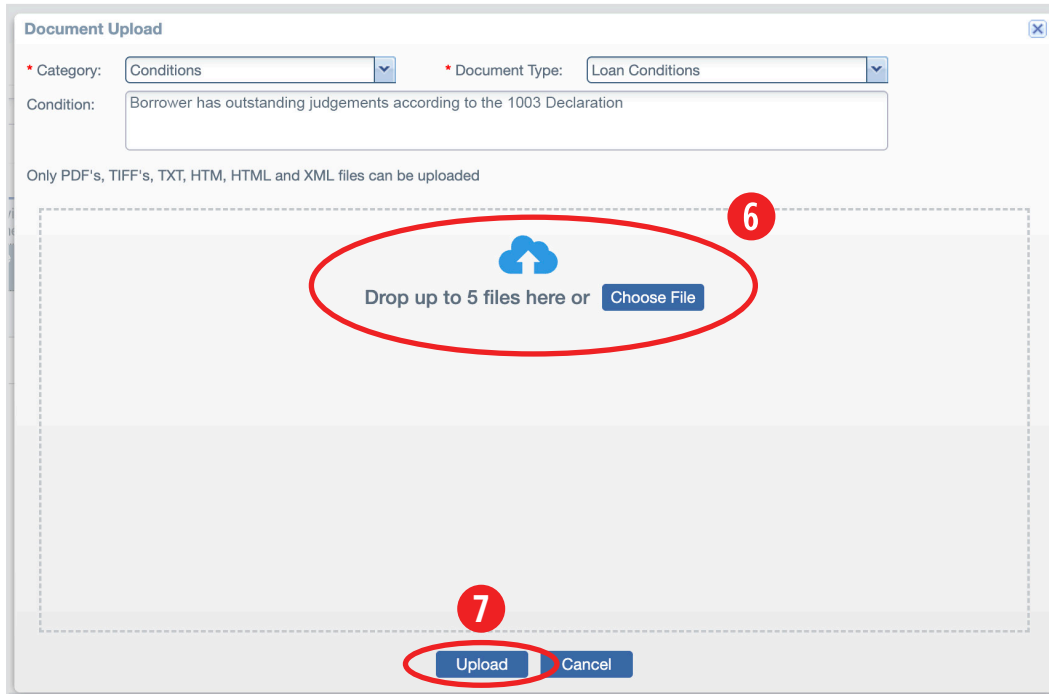 Document Upload
* Category: Conditions * Document Type: Loan Conditions
Condition: Borrower has outstanding judgements according to the 1003 Declaration
Only PDF's, TIFF's, TXT, HTM, HTML and XML files can be uploaded
6
Drop up to 5 files here or Choose File
7
Upload Cancel